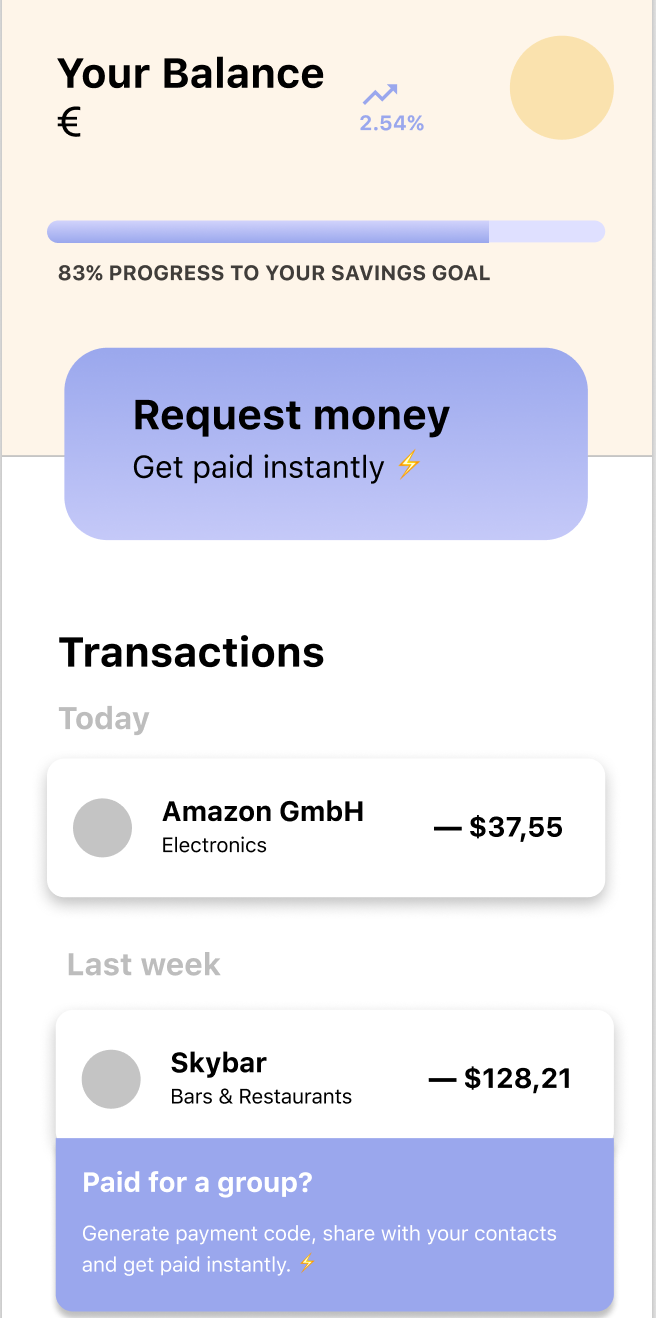 Your Balance
€
2.54%
83% PROGRESS TO YOUR SAVINGS GOAL
Request money
Get paid instantly ⚡
Transactions
Today
Amazon GmbH
Electronics
— $37,55
Last week
Skybar
Bars & Restaurants
— $128,21
Paid for a group?
Generate payment code, share with your contacts
and get paid instantly. ⚡